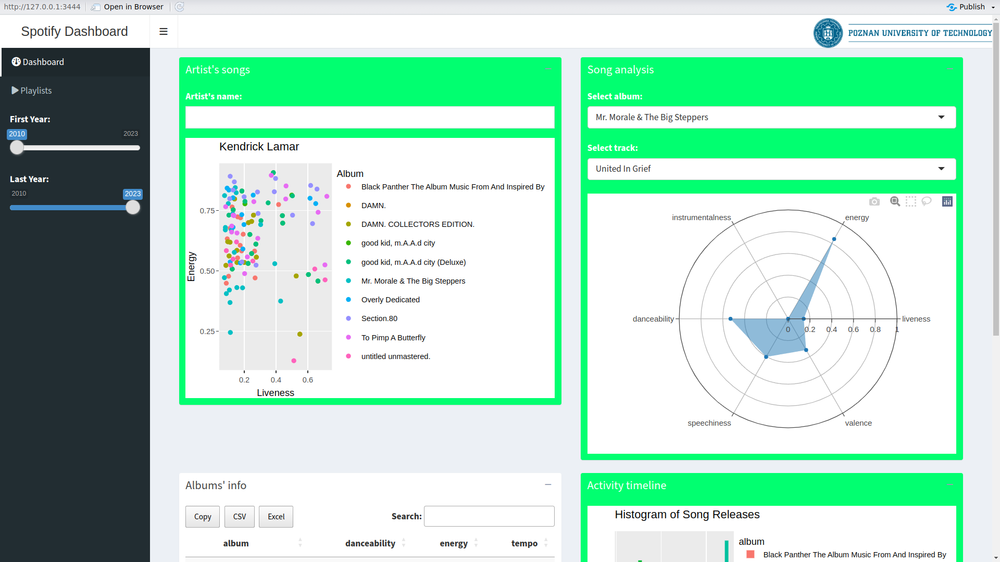 http://127.0.0.1:3444
Open in Browser
Publish
Spotify Dashboard
POZNAN UNIVERSITY OF TECHNOLOGY
Dashboard
Playlists
First Year:
2010
2023
Last Year:
2010
2023
Artist's songs
Artist's name:
Kendrick Lamar
Energy
0.75
0.50
0.25
0.2
0.4
0.6
Liveness
Album
Black Panther The Album Music From And Inspired By
DAMN.
DAMN. COLLECTORS EDITION.
good kid, m.A.A.d city
good kid, m.A.A.d city (Deluxe)
Mr. Morale & The Big Steppers
Overly Dedicated
Section.80
To Pimp A Butterfly
untitled unmastered.
Song analysis
Select album:
Mr. Morale & The Big Steppers
Select track:
United In Grief
instrumentalness
energy
danceability
liveness
0
0.2
0.4
0.6
0.8
1
speechiness
valence
Albums' info
Copy
CSV
Excel
Search:
album
danceability
energy
tempo
Activity timeline
Histogram of Song Releases
album
Black Panther The Album Music From And Inspired By